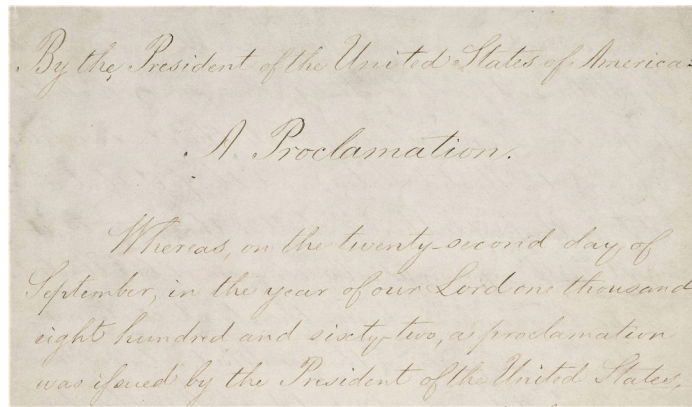 By the President of the United States of America:
A Proclamation.
Whereas, on the twenty-second day of
September, in the year of our Lord one thousand
eight hundred and sixty-two, a proclamation
was issued by the President of the United States,